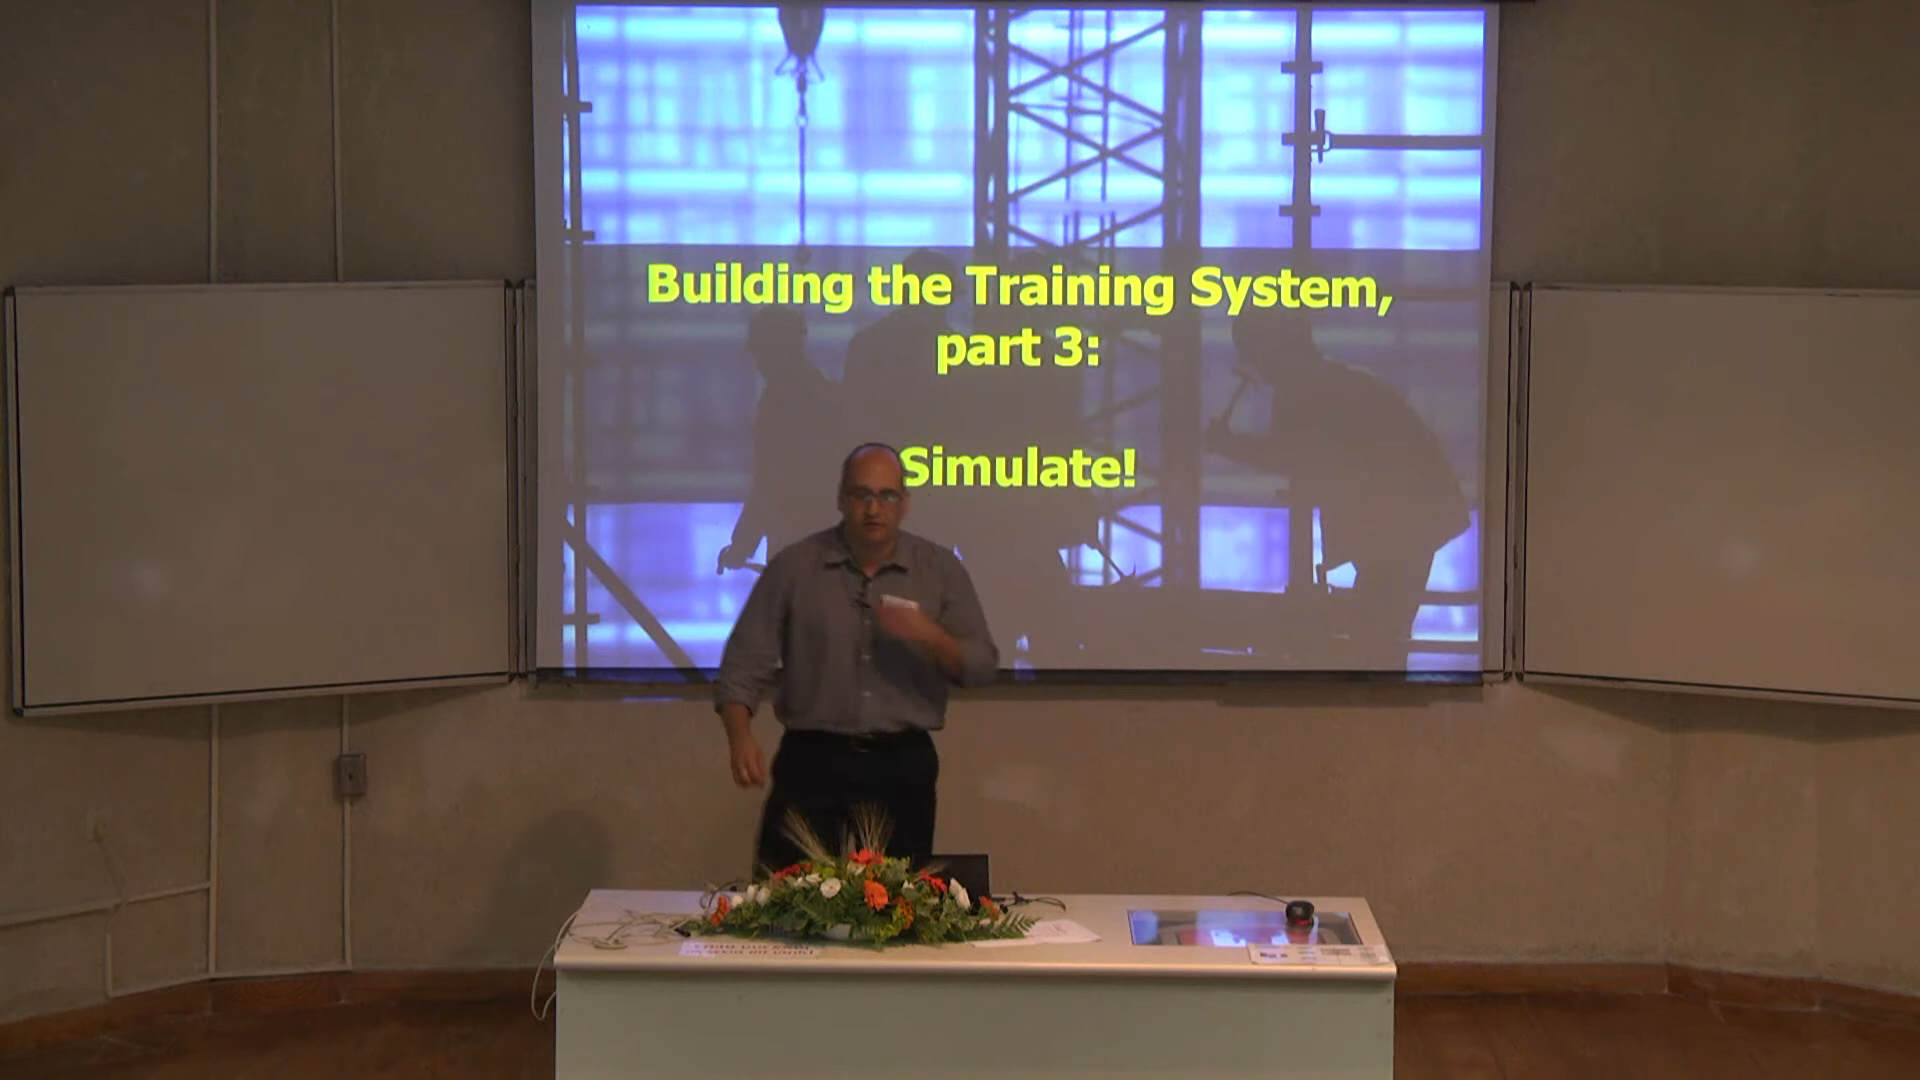 Building the Training System,
part 3:
Simulate!